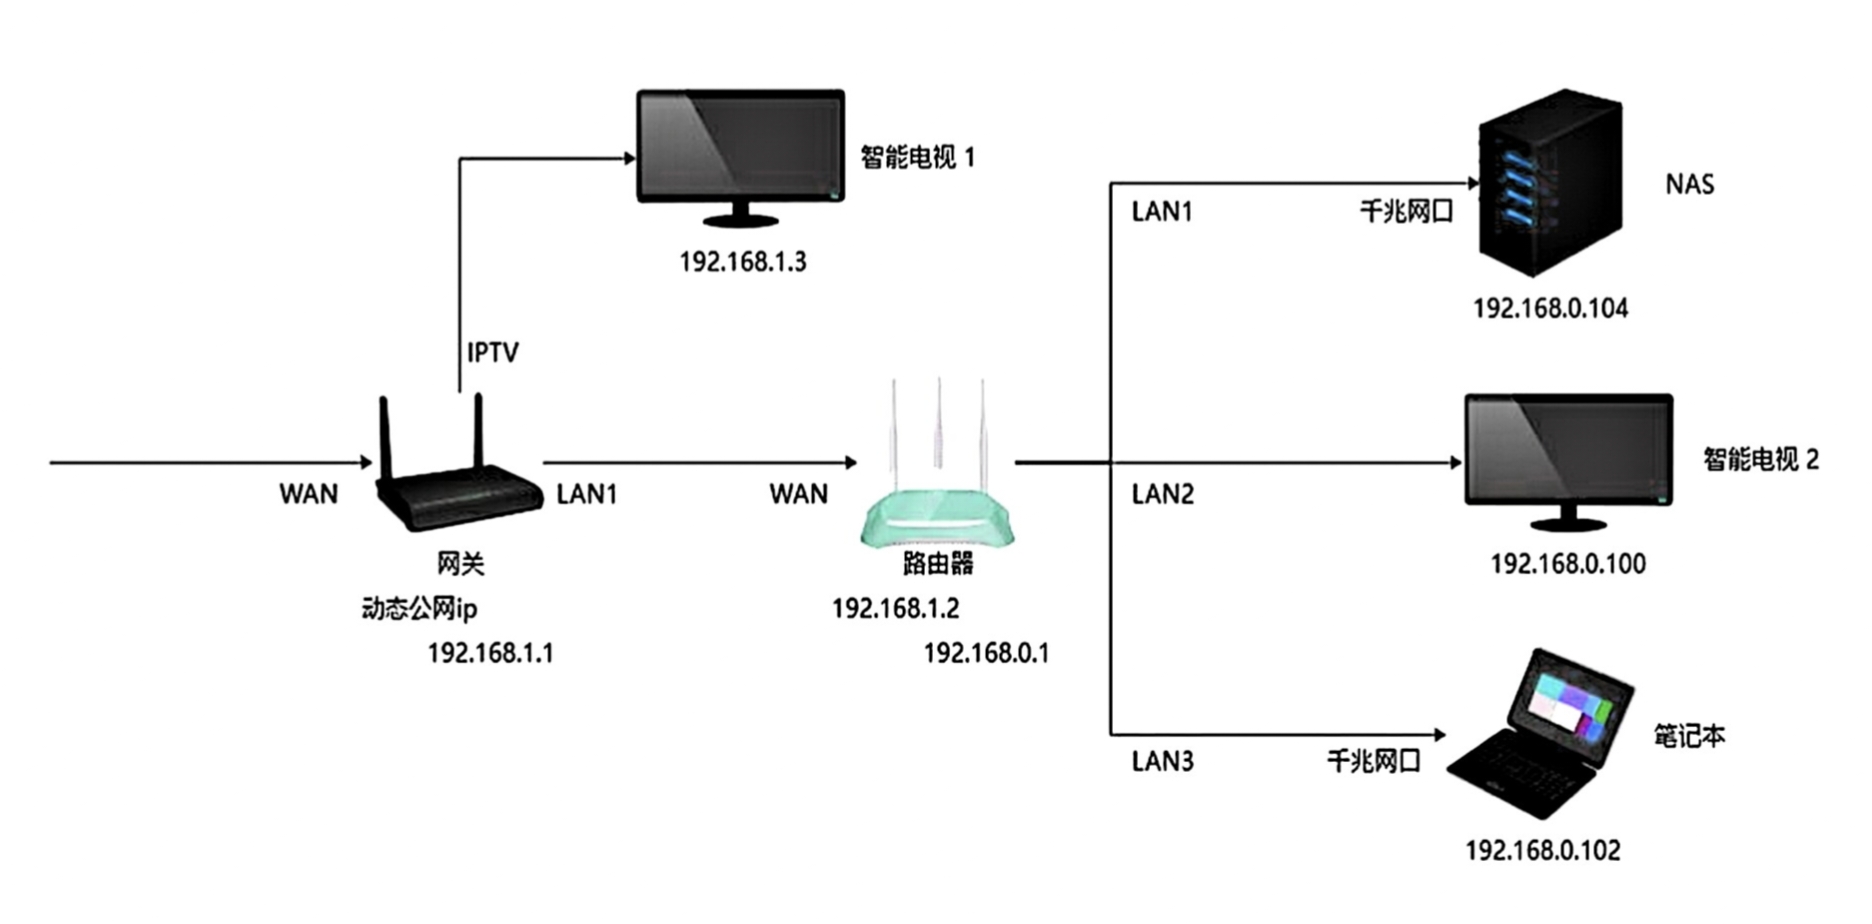 智能电视 1
192.168.1.3
IPTV
WAN
LAN1
网关
动态公网ip
192.168.1.1
WAN
路由器
192.168.1.2
192.168.0.1
LAN1
千兆网口
NAS
192.168.0.104
LAN2
智能电视 2
192.168.0.100
LAN3
千兆网口
笔记本
192.168.0.102